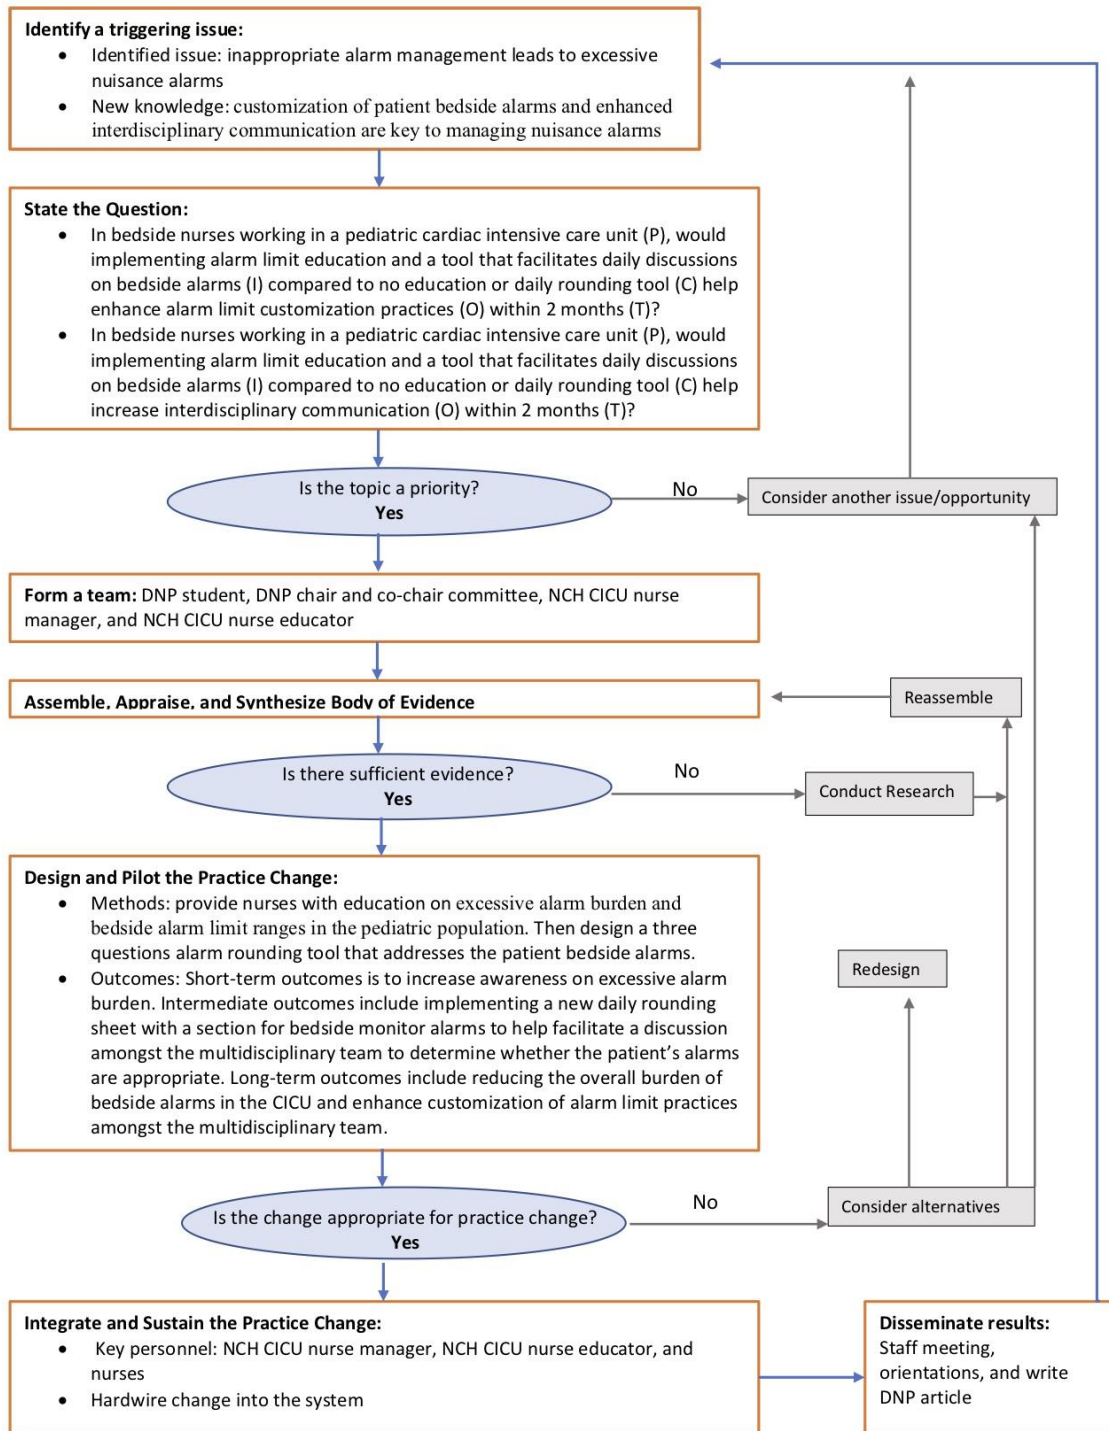 Identify a triggering issue:
• Identified issue: inappropriate alarm management leads to excessive
nuisance alarms
• New knowledge: customization of patient bedside alarms and enhanced
interdisciplinary communication are key to managing nuisance alarms
State the Question:
• In bedside nurses working in a pediatric cardiac intensive care unit (P), would
implementing alarm limit education and a tool that facilitates daily discussions
on bedside alarms (I) compared to no education or daily rounding tool (C) help
enhance alarm limit customization practices (O) within 2 months (T)?
• In bedside nurses working in a pediatric cardiac intensive care unit (P), would
implementing alarm limit education and a tool that facilitates daily discussions
on bedside alarms (I) compared to no education or daily rounding tool (C) help
increase interdisciplinary communication (O) within 2 months (T)?
Is the topic a priority?
Yes
No
Consider another issue/opportunity
Form a team: DNP student, DNP chair and co-chair committee, NCH CICU nurse
manager, and NCH CICU nurse educator
Assemble, Appraise, and Synthesize Body of Evidence
Reassemble
Is there sufficient evidence?
Yes
No
Conduct Research
Design and Pilot the Practice Change:
• Methods: provide nurses with education on excessive alarm burden and
bedside alarm limit ranges in the pediatric population. Then design a three
questions alarm rounding tool that addresses the patient bedside alarms.
• Outcomes: Short-term outcomes is to increase awareness on excessive alarm
burden. Intermediate outcomes include implementing a new daily rounding
sheet with a section for bedside monitor alarms to help facilitate a discussion
amongst the multidisciplinary team to determine whether the patient's alarms
are appropriate. Long-term outcomes include reducing the overall burden of
bedside alarms in the CICU and enhance customization of alarm limit practices
amongst the multidisciplinary team.
Redesign
Is the change appropriate for practice change?
Yes
No
Consider alternatives
Integrate and Sustain the Practice Change:
• Key personnel: NCH CICU nurse manager, NCH CICU nurse educator, and
nurses
• Hardwire change into the system
Disseminate results:
Staff meeting,
orientations, and write
DNP article